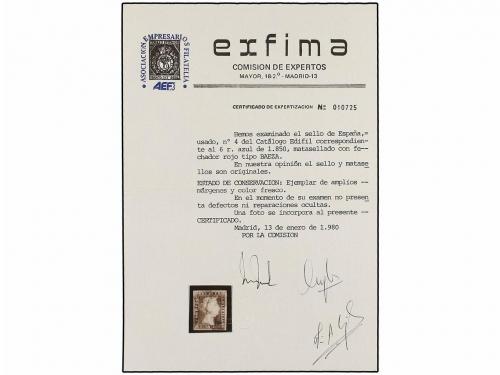 ASOCIACION EMPRESARIOS FILATELIA
AEF
exfima
COMISION DE EXPERTOS
MAYOR, 18-2.º - MADRID-13
CERTIFICADO DE EXPERTIZACION Nº 010725
Hemos examinado el sello de España,=
usado, nº 4 del Catálogo Edifil correspondien-
te al 6 r. azul de 1.850, matasellado con fe--
chador rojo tipo BAEZA.
En nuestra opinión el sello y matase
llos son originales.
ESTADO DE CONSERVACION: Ejemplar de amplios --
márgenes y color fresco.
En el momento de su examen no presen
ta defectos ni reparaciones ocultas.
Una foto se incorpora al presente --
CERTIFICADO.
Madrid, 13 de enero de 1.980
POR LA COMISION